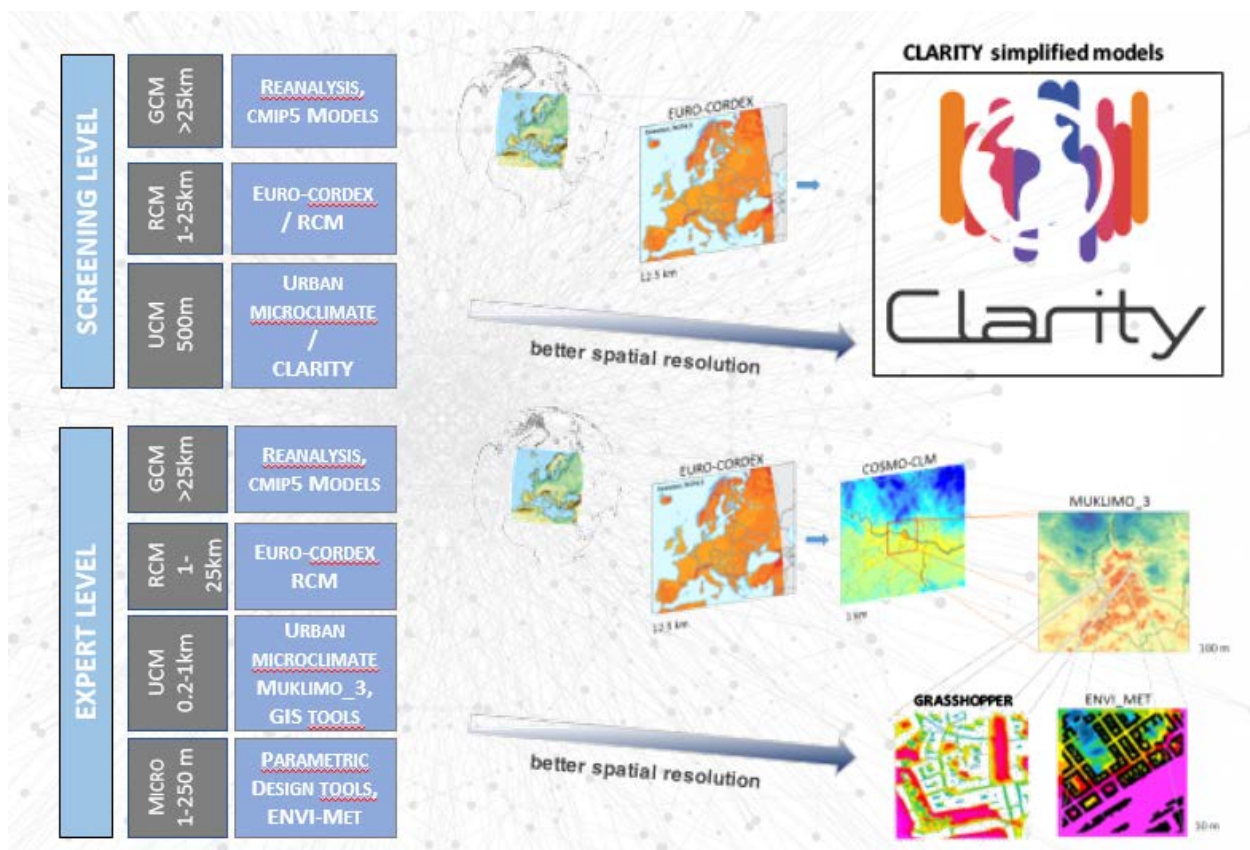 CLARITY simplified models
SCREENING LEVEL
GCM
>25km
REANALYSIS,
CMIP5 MODELS
RCM
1-25km
EURO-CORDEX
/ RCM
UCM
500m
URBAN
MICROCLIMATE
/
CLARITY
EURO-CORDEX
12.5 km
better spatial resolution
Clarity
EXPERT LEVEL
GCM
>25km
REANALYSIS,
CMIP5 MODELS
RCM
1-
25km
EURO-CORDEX
RCM
UCM
0.2-1km
URBAN
MICROCLIMATE
MUKLIMO_3,
GIS TOOLS
MICRO
1-250 m
PARAMETRIC
DESIGN TOOLS,
ENVI-MET
EURO-CORDEX
12.5 km
COSMO-CLM
1 km
MUKLIMO_3
100 m
better spatial resolution
GRASSHOPPER
ENVI_MET